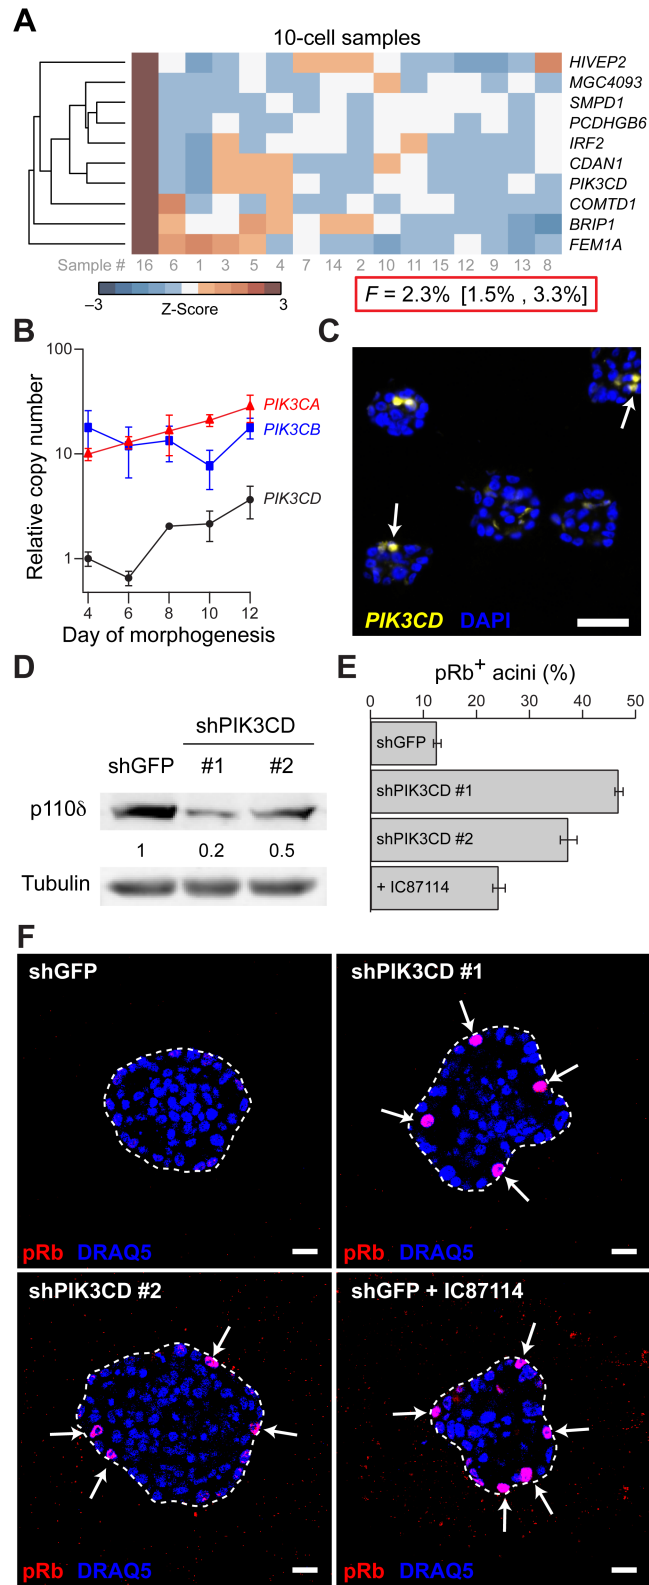 A
10-cell samples
HIVEP2
MGC4093
SMPD1
PCDHGB6
IRF2
CDAN1
PIK3CD
COMTD1
BRIP1
FEM1A
Sample # 16 6 1 3 5 4 7 14 2 10 11 15 12 9 13 8
–3 Z-Score 3
F = 2.3% [1.5% , 3.3%]
B
Relative copy number
100
10
1
PIK3CA
PIK3CB
PIK3CD
4 6 8 10 12
Day of morphogenesis
C
PIK3CD DAPI
D
shPIK3CD
shGFP #1 #2
p110δ
1 0.2 0.5
Tubulin
E
pRb+ acini (%)
0 10 20 30 40 50
shGFP
shPIK3CD #1
shPIK3CD #2
+ IC87114
F
shGFP
pRb DRAQ5
shPIK3CD #1
pRb DRAQ5
shPIK3CD #2
pRb DRAQ5
shGFP + IC87114
pRb DRAQ5